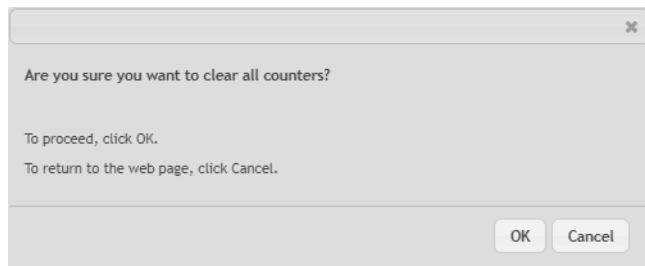 Are you sure you want to clear all counters?
To proceed, click OK.
To return to the web page, click Cancel.
OK Cancel